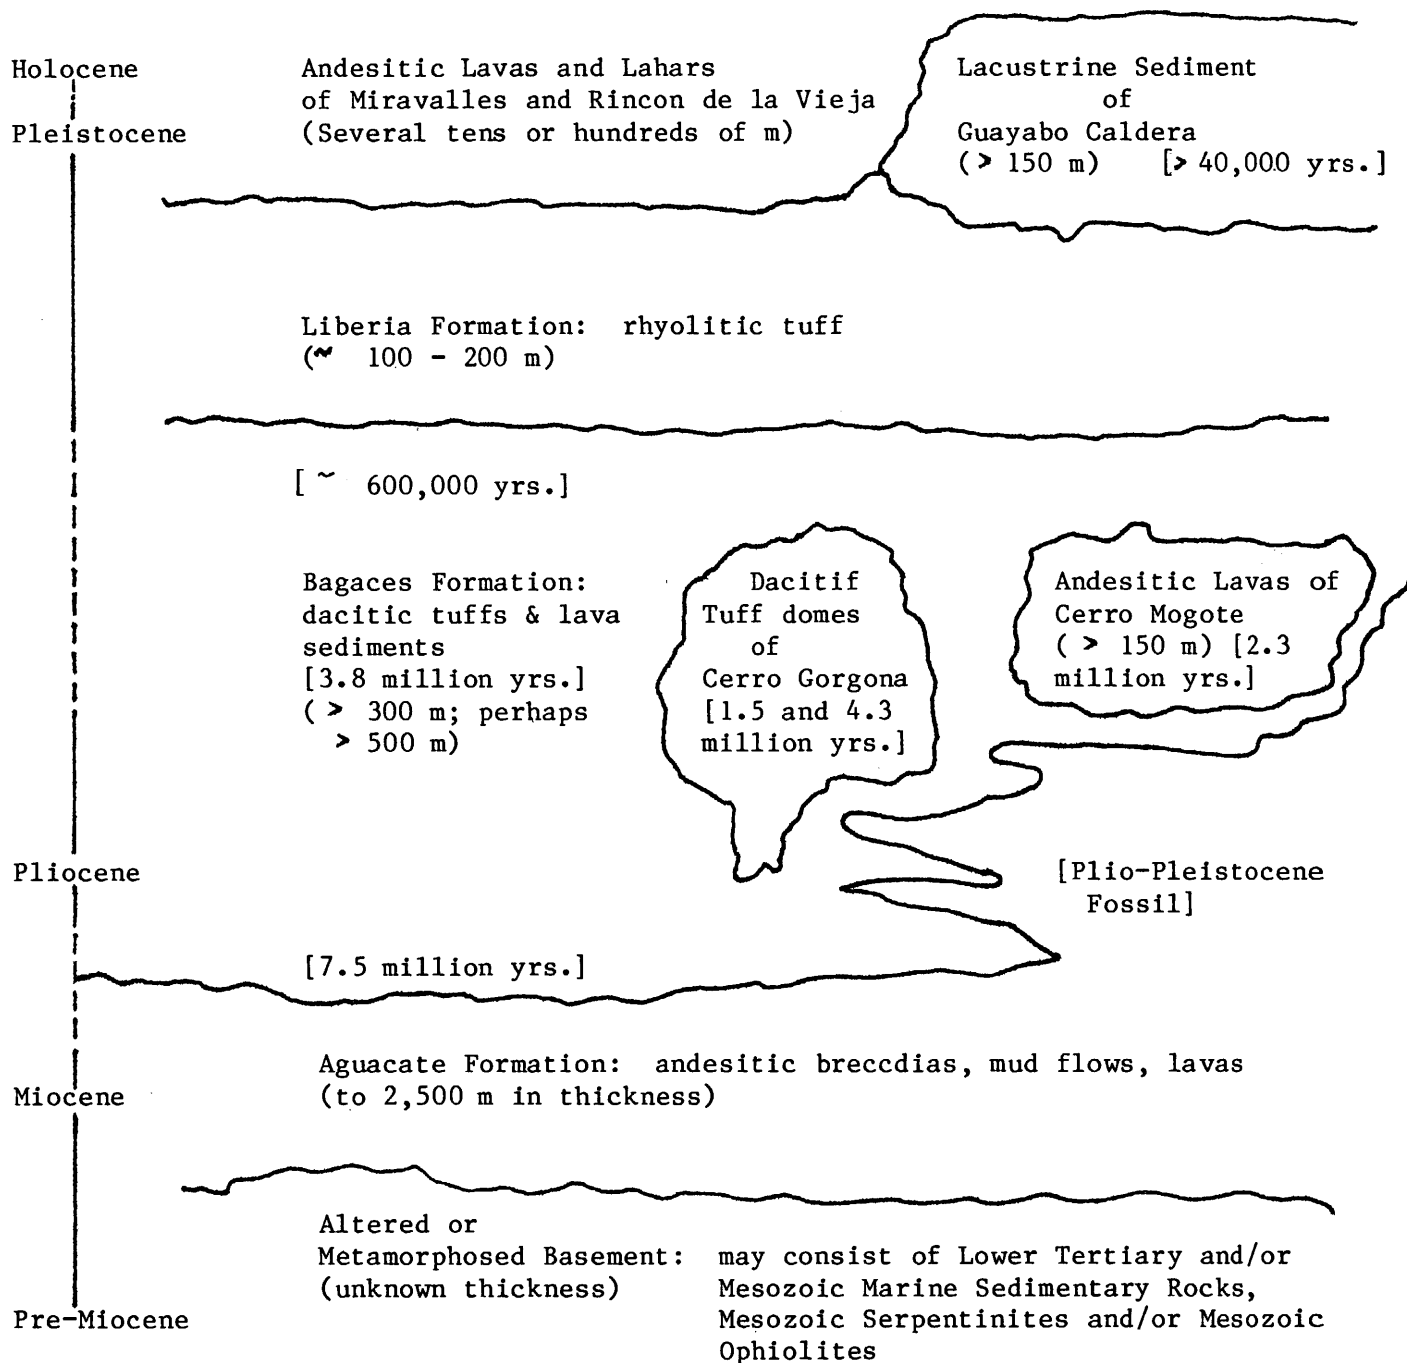 Holocene
Pleistocene
Andesitic Lavas and Lahars
of Miravalles and Rincon de la Vieja
(Several tens or hundreds of m)
Lacustrine Sediment
of
Guayabo Caldera
(> 150 m) [> 40,000 yrs.]
Liberia Formation: rhyolitic tuff
(~ 100 - 200 m)
[~ 600,000 yrs.]
Bagaces Formation:
dacitic tuffs & lava
sediments
[3.8 million yrs.]
(> 300 m; perhaps
> 500 m)
Dacitif
Tuff domes
of
Cerro Gorgona
[1.5 and 4.3
million yrs.]
Andesitic Lavas of
Cerro Mogote
(> 150 m) [2.3
million yrs.]
Pliocene
[Plio-Pleistocene
Fossil]
[7.5 million yrs.]
Aguacate Formation: andesitic breccdias, mud flows, lavas
(to 2,500 m in thickness)
Miocene
Altered or
Metamorphosed Basement: may consist of Lower Tertiary and/or
(unknown thickness) Mesozoic Marine Sedimentary Rocks,
Mesozoic Serpentinites and/or Mesozoic
Ophiolites
Pre-Miocene